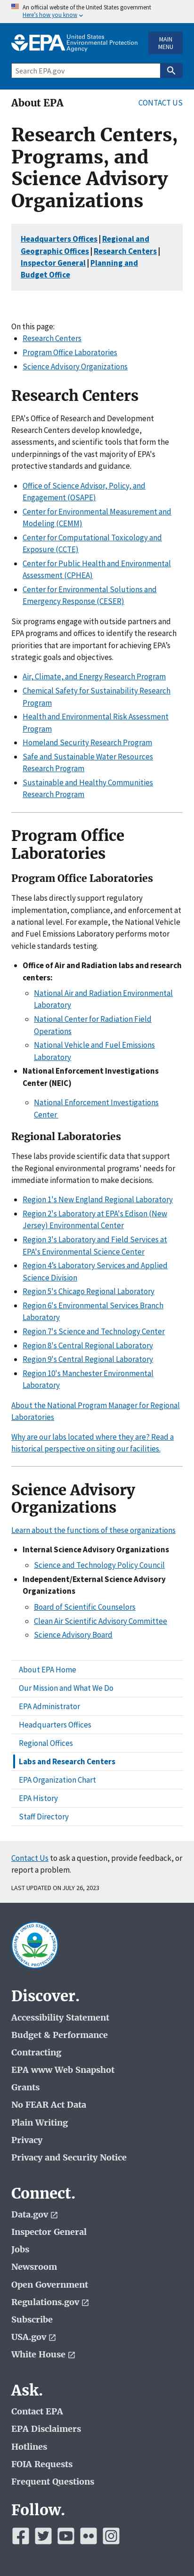 An official website of the United States government
Here's how you know
EPA
United States
Environmental Protection
Agency
MAIN
MENU
Search EPA.gov
About EPA
CONTACT US
Research Centers,
Programs, and
Science Advisory
Organizations
Headquarters Offices | Regional and
Geographic Offices | Research Centers |
Inspector General | Planning and
Budget Office
On this page:
Research Centers
Program Office Laboratories
Science Advisory Organizations
Research Centers
EPA's Office of Research and Development
Research Centers develop knowledge,
assessments, and scientific tools that form the
underpinnings of the vast majority of EPA's
protective standards and guidance.
Office of Science Advisor, Policy, and
Engagement (OSAPE)
Center for Environmental Measurement and
Modeling (CEMM)
Center for Computational Toxicology and
Exposure (CCTE)
Center for Public Health and Environmental
Assessment (CPHEA)
Center for Environmental Solutions and
Emergency Response (CESER)
Six programs engage with outside researchers and
EPA programs and offices to identify the most
important research needs for achieving EPA's
strategic goals.
Air, Climate, and Energy Research Program
Chemical Safety for Sustainability Research
Program
Health and Environmental Risk Assessment
Program
Homeland Security Research Program
Safe and Sustainable Water Resources
Research Program
Sustainable and Healthy Communities
Research Program
Program Office
Laboratories
Program Office Laboratories
These labs directly support regulatory
implementation, compliance, and enforcement at a
national level. For example, the National Vehicle
and Fuel Emissions Laboratory performs motor
vehicle emissions testing.
Office of Air and Radiation labs and research
centers:
National Air and Radiation Environmental
Laboratory
National Center for Radiation Field
Operations
National Vehicle and Fuel Emissions
Laboratory
National Enforcement Investigations
Center (NEIC)
National Enforcement Investigations
Center
Regional Laboratories
These labs provide scientific data that support (or
that) the Regional environmental programs' need for
immediate information to make environmental
decisions.
Region 1's New England Regional Laboratory
Region 2's Laboratory at EPA's Edison (New
Jersey) Environmental Center
Region 3's Laboratory and Field Services at
EPA's Environmental Science Center
Region 4's Laboratory Services and Applied
Science Division
Region 5's Chicago Regional Laboratory
Region 6's Environmental Services Branch
Laboratory
Region 7's Science and Technology Center
Region 8's Central Regional Laboratory
Region 9's Central Regional Laboratory
Region 10's Manchester Environmental
Laboratory
About the National Program Manager for Regional
Laboratories
Why are our labs located where they are? Read a
historical perspective on siting our facilities.
Science Advisory
Organizations
Learn about the functions of these organizations
Internal Science Advisory Organizations
Science and Technology Policy Council
Independent/External Science Advisory
Organizations
Board of Scientific Counselors
Clean Air Scientific Advisory Committee
Science Advisory Board
About EPA Home
Our Mission and What We Do
EPA Administrator
Headquarters Offices
Regional Offices
Labs and Research Centers
EPA Organization Chart
EPA History
Staff Directory
Contact Us to ask a question, provide feedback, or
report a problem.
LAST UPDATED ON JULY 26, 2023
Discover.
Accessibility Statement
Budget & Performance
Contracting
EPA www Web Snapshot
Grants
No FEAR Act Data
Plain Writing
Privacy
Privacy and Security Notice
Connect.
Data.gov
Inspector General
Jobs
Newsroom
Open Government
Regulations.gov
Subscribe
USA.gov
White House
Ask.
Contact EPA
EPA Disclaimers
Hotlines
FOIA Requests
Frequent Questions
Follow.